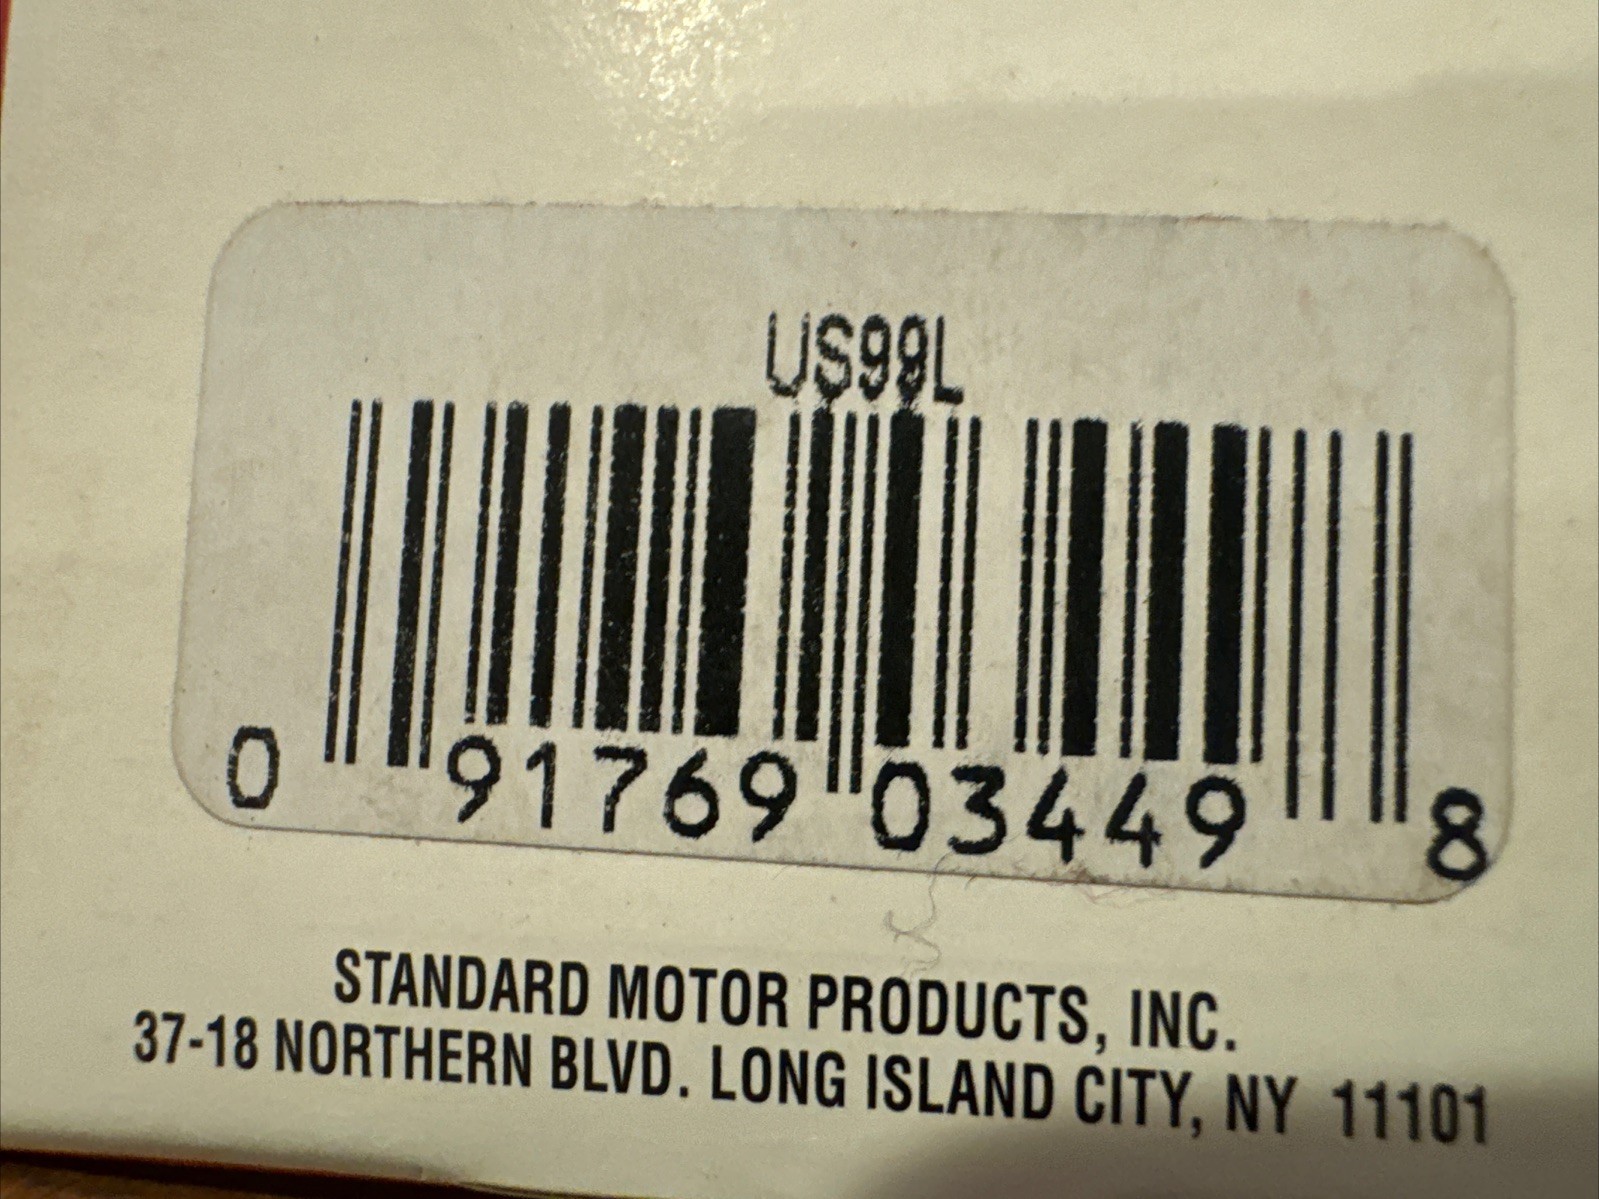 US99L
0 91769 03449 8
STANDARD MOTOR PRODUCTS, INC.
37-18 NORTHERN BLVD. LONG ISLAND CITY, NY 11101